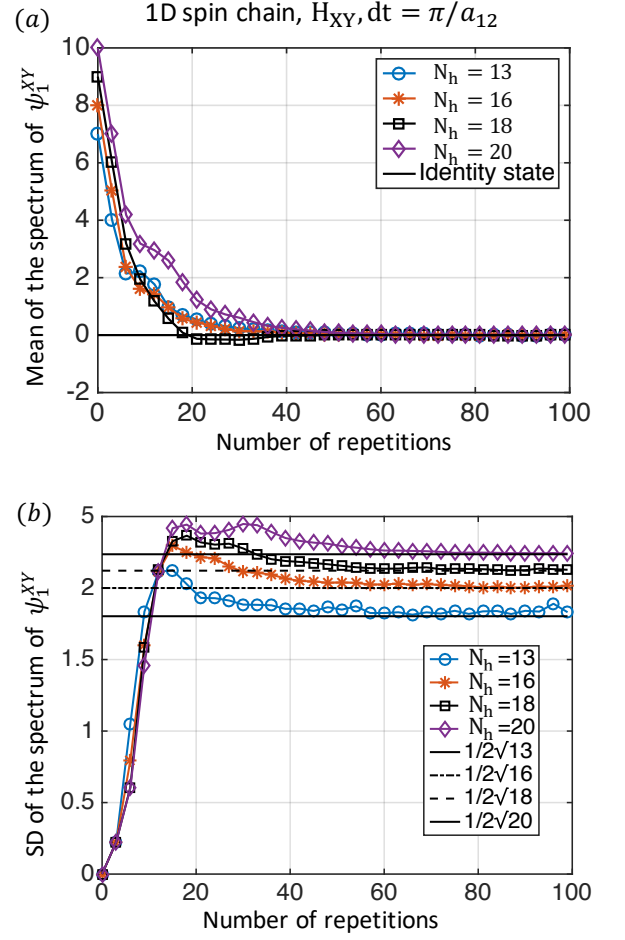 (a)
1D spin chain, H_XY, dt = π/a_12
Mean of the spectrum of ψ_1^XY
10
8
6
4
2
0
-2
N_h = 13
N_h = 16
N_h = 18
N_h = 20
Identity state
0 20 40 60 80 100
Number of repetitions
(b)
SD of the spectrum of ψ_1^XY
5
2
1.5
1
0.5
0
N_h =13
N_h =16
N_h =18
N_h =20
1/2√13
1/2√16
1/2√18
1/2√20
0 20 40 60 80 100
Number of repetitions